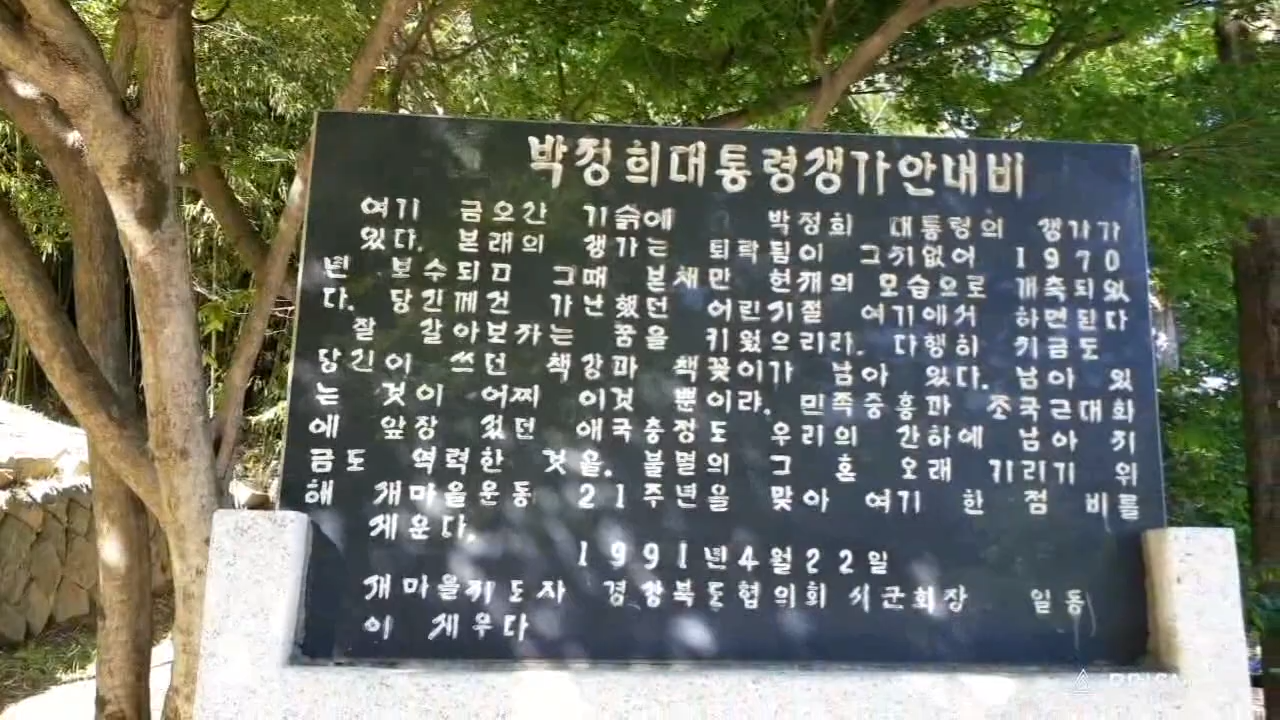 박정희대통령생가안내비
여기 금오간 기슭에 박정희 대통령의 생가가
있다. 본래의 생가는 퇴락됨이 그지없어 1970
년 보수되고 그때 본채만 헌재의 모습으로 개축되었
다. 당긴께건 가난했던 어린시절 여기에서 하면된다
잘 살아보자는 꿈을 키웠으리라. 다행히 지금도
당긴이 쓰던 책상과 책꽂이가 남아 있다. 남아 있
는 것이 어찌 이것 뿐이라. 민족중흥과 조국근대화
에 앞장 섰던 애국충정도 우리의 간하에 남아 지
금도 역력한 것을. 불멸의 그 혼 오래 기리기 위
해 새마을운동 21주년을 맞아 여기 한 점 비를
세운다.
1991년4월22일
새마을지도자 경상북도협의회 시군회장 일동
이 세우다